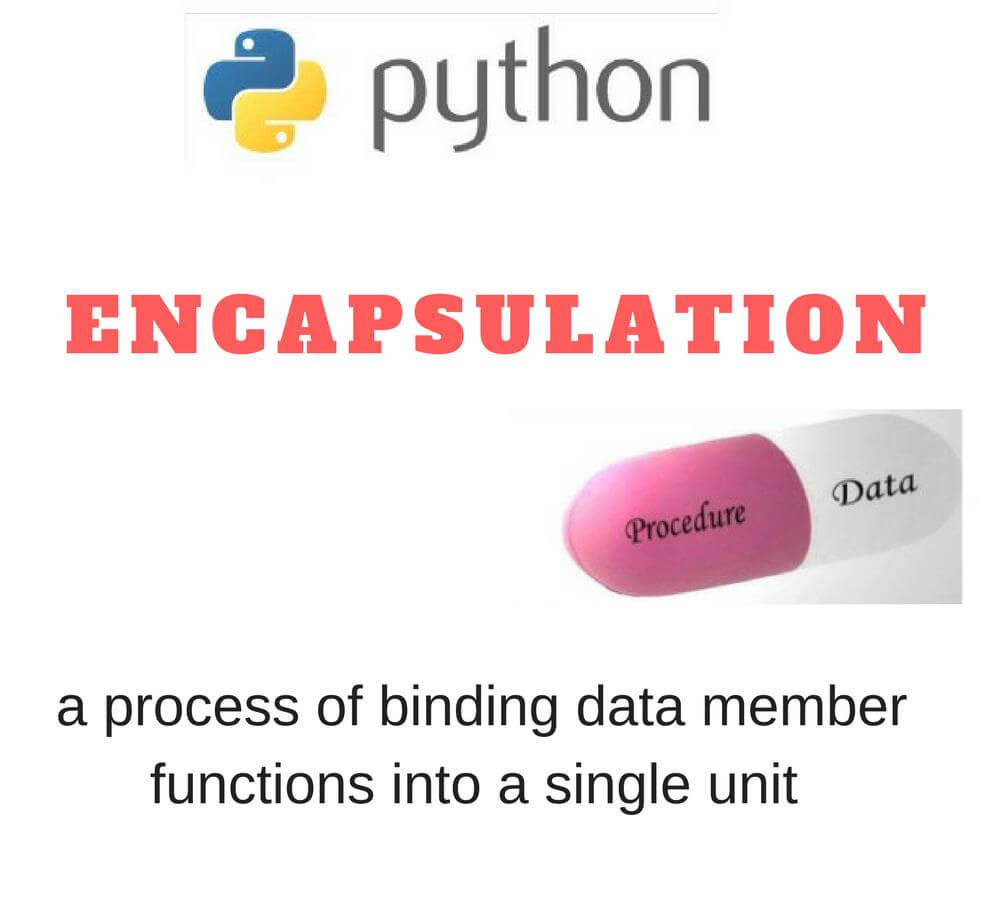 python
ENCAPSULATION
Procedure Data
a process of binding data member
functions into a single unit